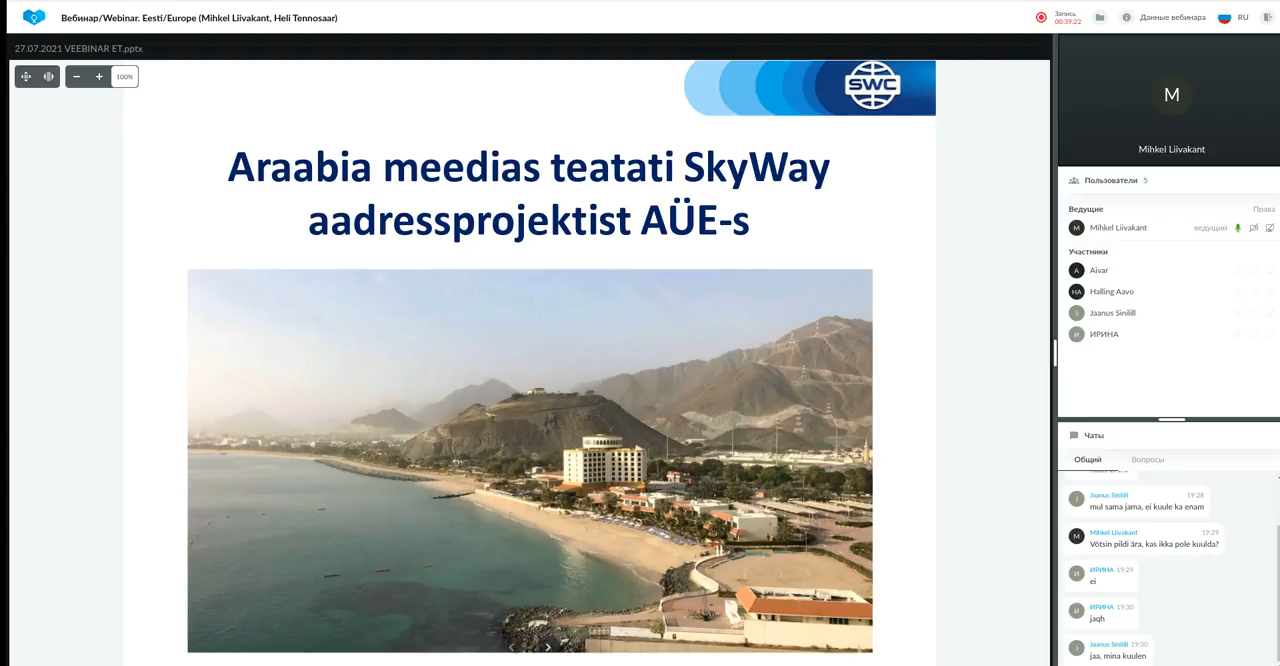 Вебинар/Webinar. Eesti/Europe (Mihkel Liivakant, Heli Tennosaar)
Запись
00:39:22
Данные вебинара
RU
27.07.2021 VEEBINAR ET.pptx
100%
SWC
Araabia meedias teatati SkyWay
aadressprojektist AÜE-s
M
Mihkel Liivakant
Пользователи 5
Ведущие Права
M Mihkel Liivakant ведущий
Участники
A Aivar
HA Halling Aavo
J Jaanus Sinilill
И ИРИНА
Чаты
Общий Вопросы
J Jaanus Sinilill 19:28
mul sama jama, ei kuule ka enam
M Mihkel Liivakant 19:29
Võtsin pildi ära, kas ikka pole kuulda?
И ИРИНА 19:29
ei
И ИРИНА 19:30
jaqh
J Jaanus Sinilill 19:30
jaa, mina kuulen